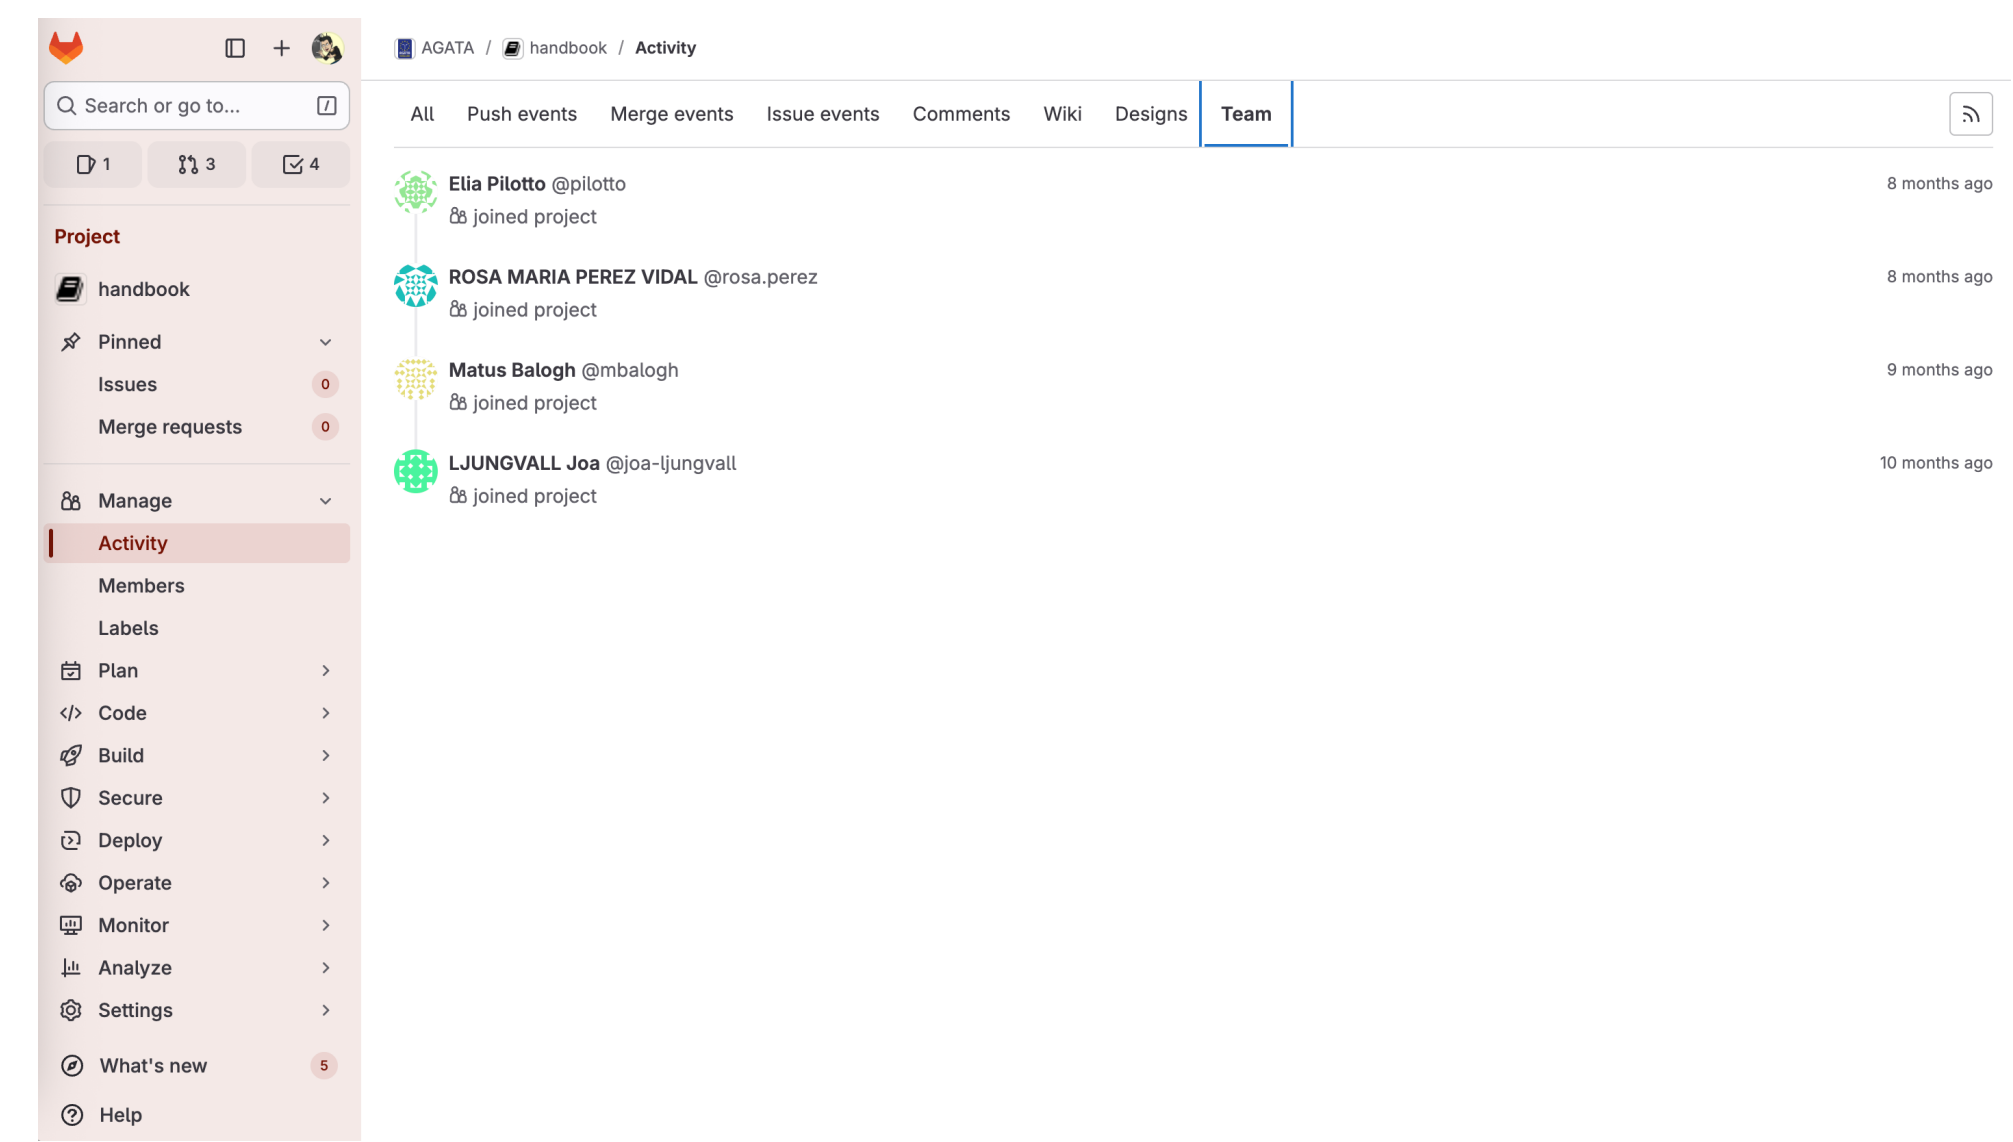 AGATA / handbook / Activity
Search or go to... /
1 3 4
Project
handbook
Pinned
Issues 0
Merge requests 0
Manage
Activity
Members
Labels
Plan
Code
Build
Secure
Deploy
Operate
Monitor
Analyze
Settings
What's new 5
Help
All Push events Merge events Issue events Comments Wiki Designs Team
Elia Pilotto @pilotto 8 months ago
joined project
ROSA MARIA PEREZ VIDAL @rosa.perez 8 months ago
joined project
Matus Balogh @mbalogh 9 months ago
joined project
LJUNGVALL Joa @joa-ljungvall 10 months ago
joined project